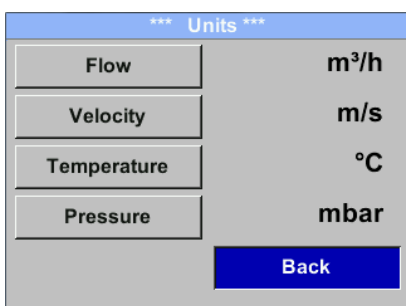 *** Units ***
Flow m³/h
Velocity m/s
Temperature °C
Pressure mbar
Back